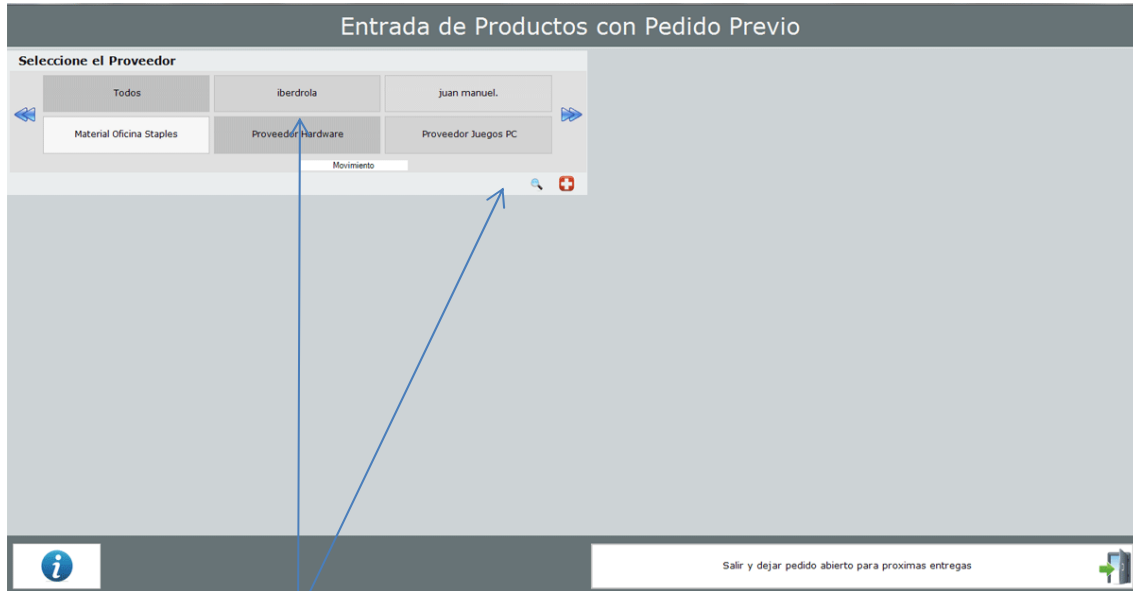 Entrada de Productos con Pedido Previo
Seleccione el Proveedor
Todos
iberdrola
juan manuel.
Material Oficina Staples
Proveedor Hardware
Proveedor Juegos PC
Movimiento
i
Salir y dejar pedido abierto para proximas entregas